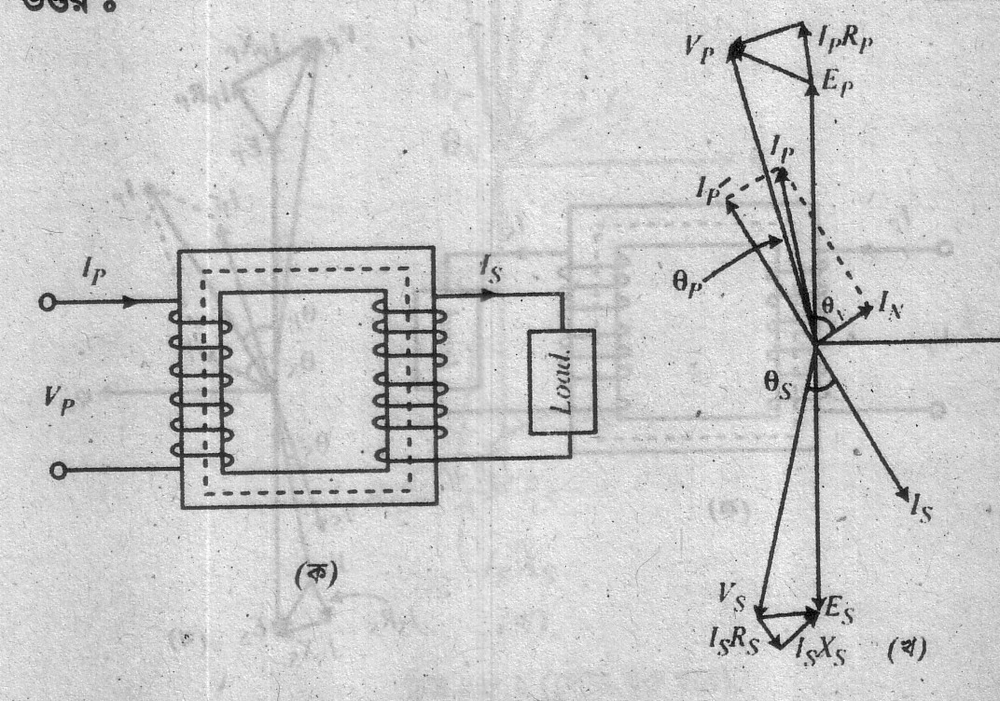 উত্তর ঃ
I_P
V_P
I_S
Load.
(ক)
V_P
I_P R_P
E_P
I_P
I_P'
θ_P
θ_N
I_N
θ_S
I_S
V_S
E_S
I_S R_S
I_S X_S
(খ)